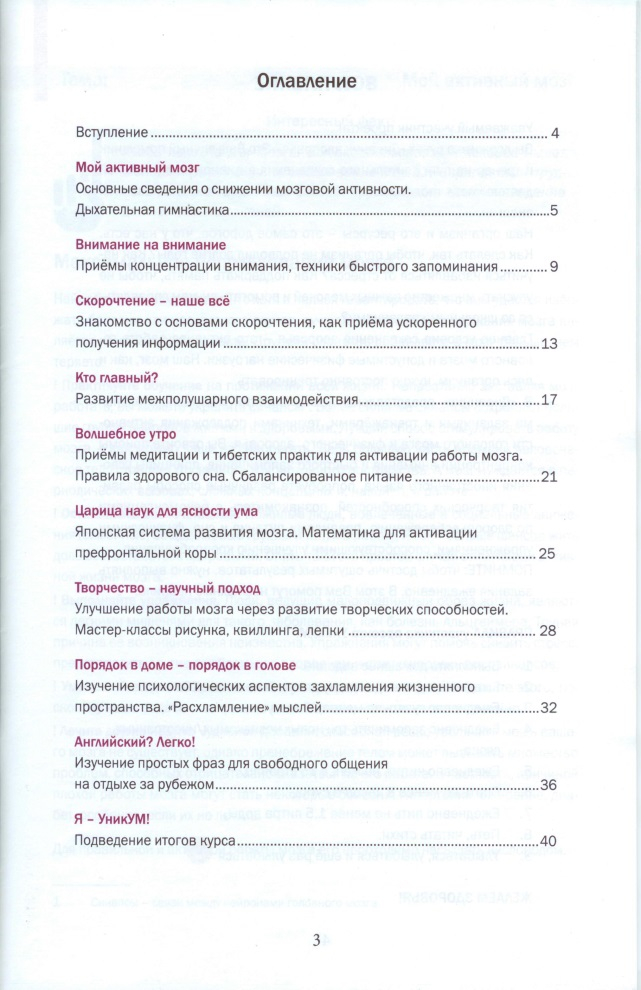 Оглавление
Вступление 4
Мой активный мозг
Основные сведения о снижении мозговой активности.
Дыхательная гимнастика 5
Внимание на внимание
Приёмы концентрации внимания, техники быстрого запоминания 9
Скорочтение – наше всё
Знакомство с основами скорочтения, как приёма ускоренного
получения информации 13
Кто главный?
Развитие межполушарного взаимодействия 17
Волшебное утро
Приёмы медитации и тибетских практик для активации работы мозга.
Правила здорового сна. Сбалансированное питание 21
Царица наук для ясности ума
Японская система развития мозга. Математика для активации
префронтальной коры 25
Творчество – научный подход
Улучшение работы мозга через развитие творческих способностей.
Мастер-классы рисунка, квиллинга, лепки 28
Порядок в доме – порядок в голове
Изучение психологических аспектов захламления жизненного
пространства. «Расхламление» мыслей 32
Английский? Легко!
Изучение простых фраз для свободного общения
на отдыхе за рубежом 36
Я – УникУМ!
Подведение итогов курса 40
3